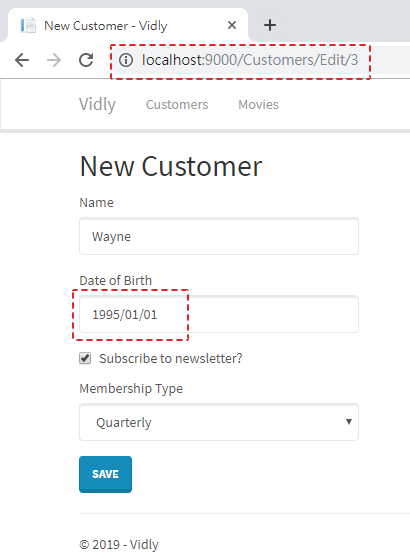 New Customer - Vidly
localhost:9000/Customers/Edit/3
Vidly Customers Movies
New Customer
Name
Wayne
Date of Birth
1995/01/01
Subscribe to newsletter?
Membership Type
Quarterly
SAVE
© 2019 - Vidly